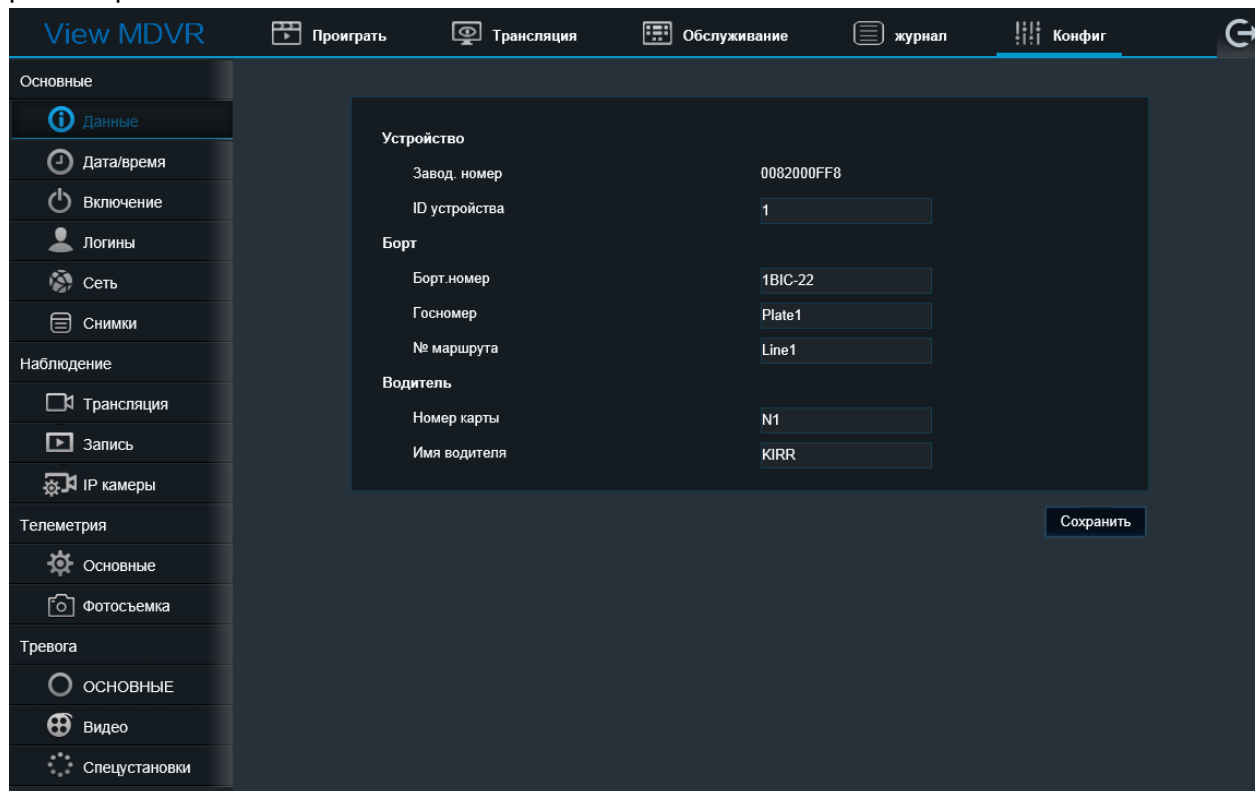 View MDVR
Проиграть
Трансляция
Обслуживание
журнал
Конфиг
Основные
Данные
Дата/время
Включение
Логины
Сеть
Снимки
Наблюдение
Трансляция
Запись
IP камеры
Телеметрия
Основные
Фотосъемка
Тревога
ОСНОВНЫЕ
Видео
Спецустановки
Устройство
Завод. номер 0082000FF8
ID устройства 1
Борт
Борт.номер 1BIC-22
Госномер Plate1
№ маршрута Line1
Водитель
Номер карты N1
Имя водителя KIRR
Сохранить